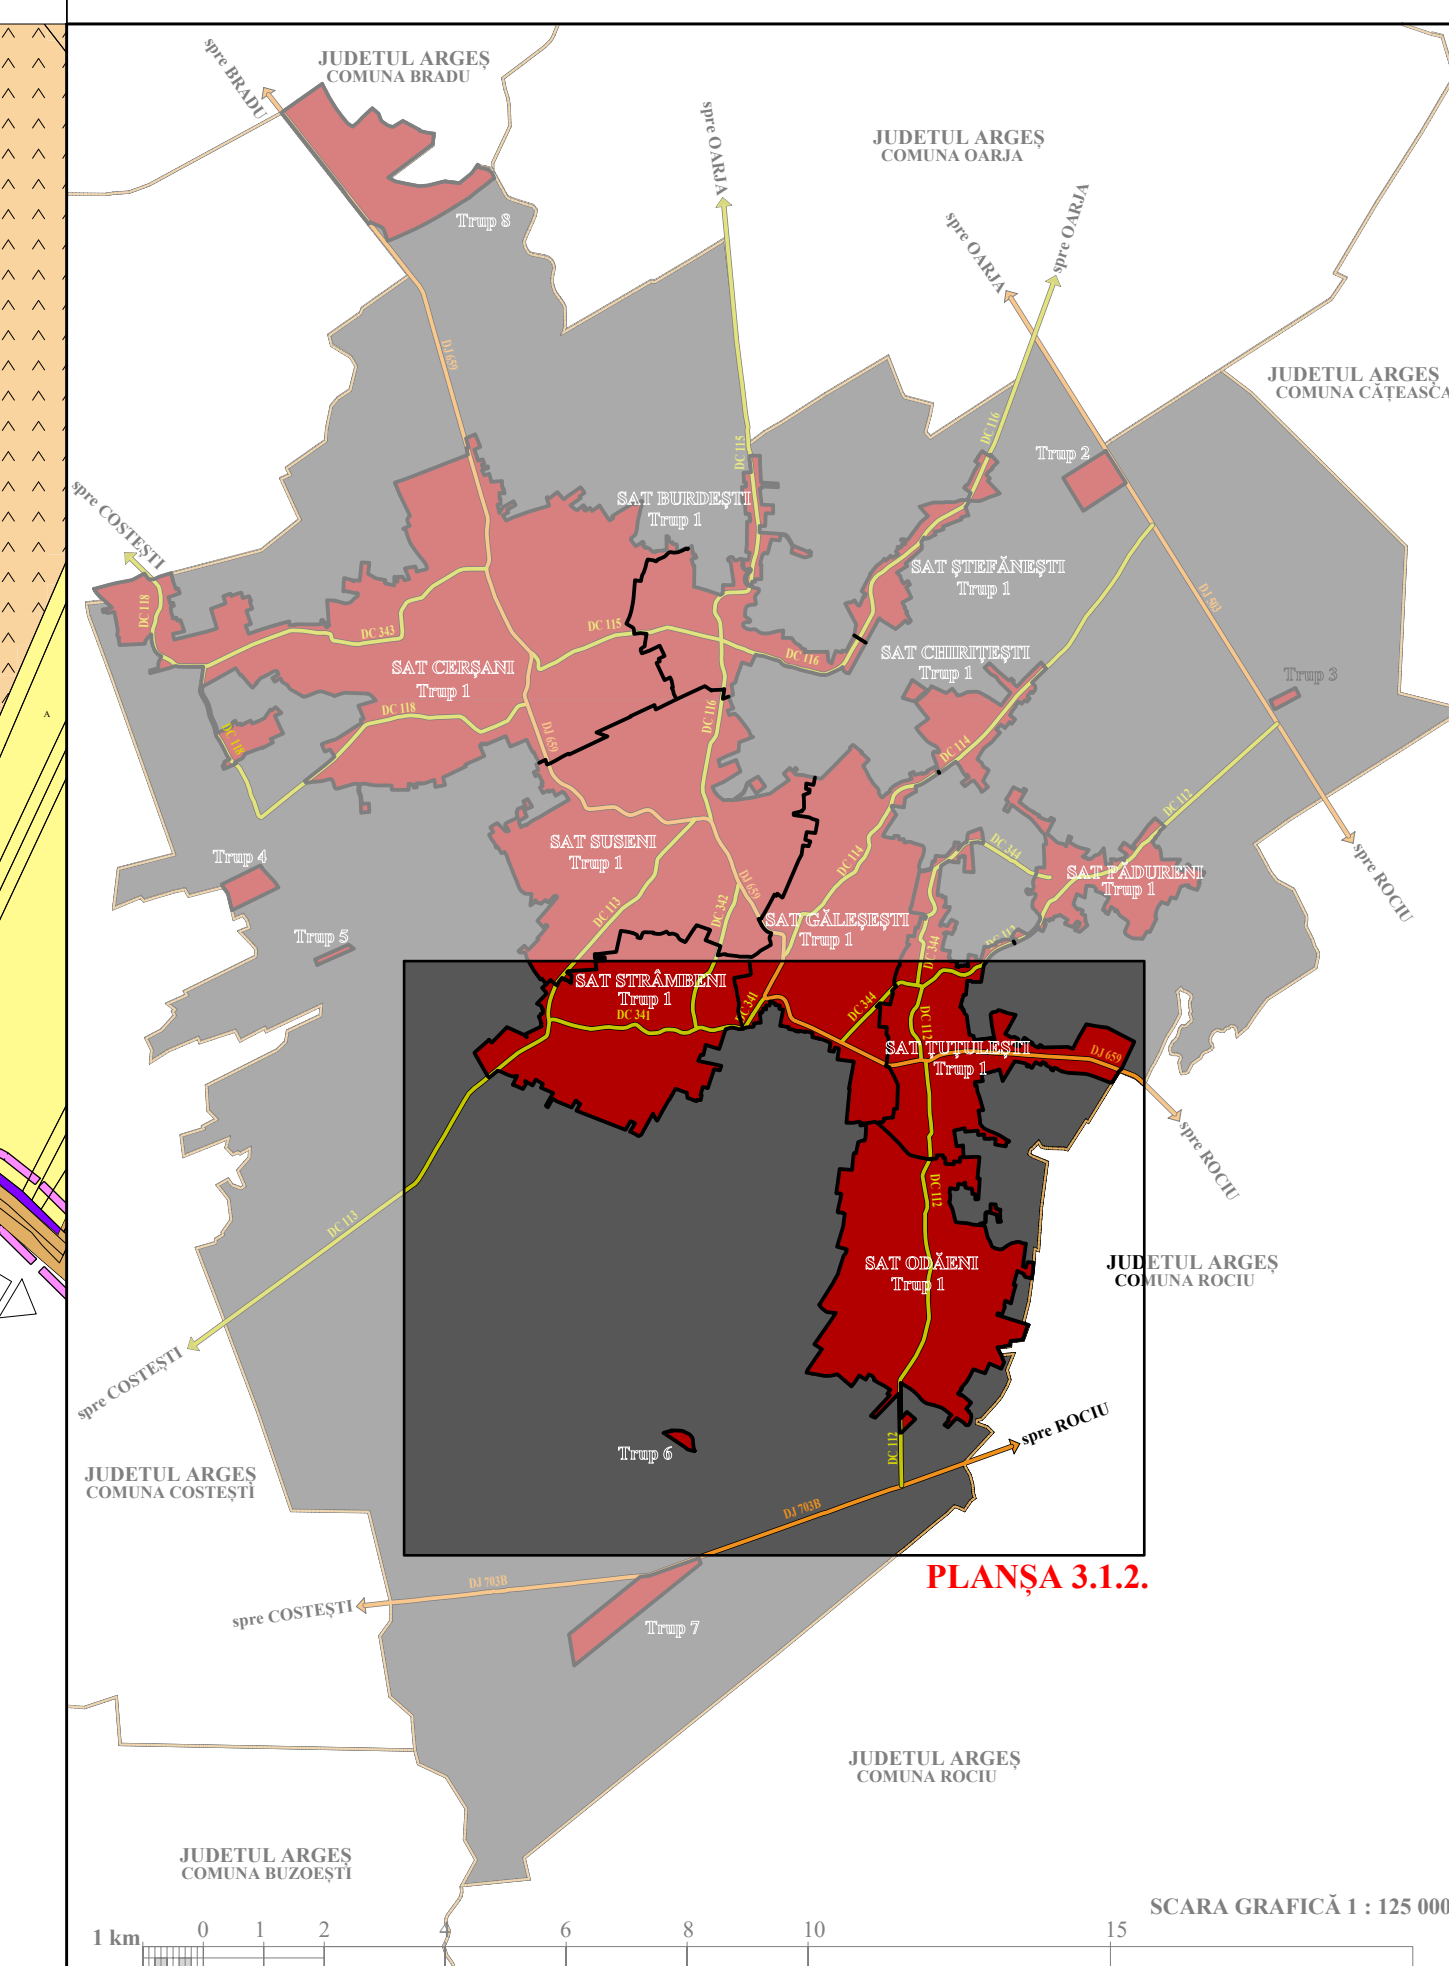 JUDETUL ARGEȘ
COMUNA BRADU
spre BRADU
spre OARJA
JUDETUL ARGEȘ
COMUNA OARJA
spre OARJA
spre OARJA
Trup 8
DJ 659
JUDETUL ARGEȘ
COMUNA CĂȚEASCA
DC 115
DC 116
Trup 2
spre COSTEȘTI
SAT BURDEȘTI
Trup 1
SAT ȘTEFĂNEȘTI
Trup 1
DJ 503
DC 118
DC 343
DC 115
DC 116
SAT CERȘANI
Trup 1
SAT CHIRIȚEȘTI
Trup 1
Trup 3
DC 118
DC 118
DJ 659
DC 116
DC 114
A
DC 112
SAT SUSENI
Trup 1
DC 114
DC 344
Trup 4
SAT PĂDURENI
Trup 1
spre ROCIU
DC 113
DC 342
DJ 659
SAT GĂLEȘEȘTI
Trup 1
Trup 5
DC 344
DC 112
SAT STRÂMBENI
Trup 1
DC 341
DC 341
DC 344
DC 112
SAT ȚUȚULEȘTI
Trup 1
DJ 659
spre ROCIU
DC 112
DC 113
SAT ODĂENI
Trup 1
JUDETUL ARGEȘ
COMUNA ROCIU
spre COSTEȘTI
spre ROCIU
Trup 6
DC 112
JUDETUL ARGEȘ
COMUNA COSTEȘTI
DJ 703B
PLANȘA 3.1.2.
DJ 703B
spre COSTEȘTI
Trup 7
JUDETUL ARGEȘ
COMUNA ROCIU
JUDETUL ARGEȘ
COMUNA BUZOEȘTI
SCARA GRAFICĂ 1 : 125 000
1 km 0 1 2 4 6 8 10 15